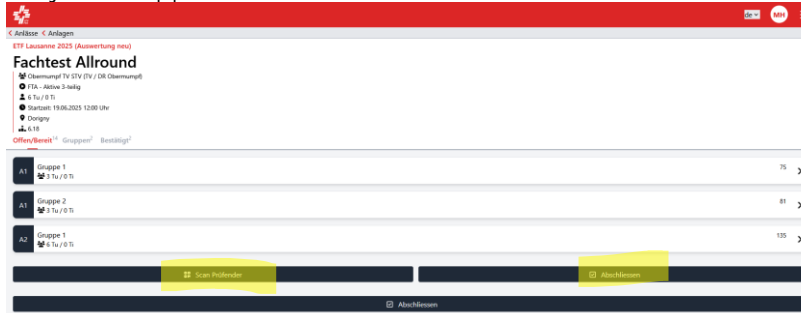 de
MH
< Anlässe < Anlagen
ETF Lausanne 2025 (Auswertung neu)
Fachtest Allround
Obermumpf TV STV (TV / DR Obermumpf)
FTA - Aktive 3-teilig
6 Tu / 0 Ti
Startzeit: 19.06.2025 12:00 Uhr
Dorigny
6.18
Offen/Bereit14 Gruppen2 Bestätigt2
A1 Gruppe 1 75
3 Tu / 0 Ti
A1 Gruppe 2 81
3 Tu / 0 Ti
A2 Gruppe 1 135
6 Tu / 0 Ti
Scan Prüfender Abschliessen
Abschliessen